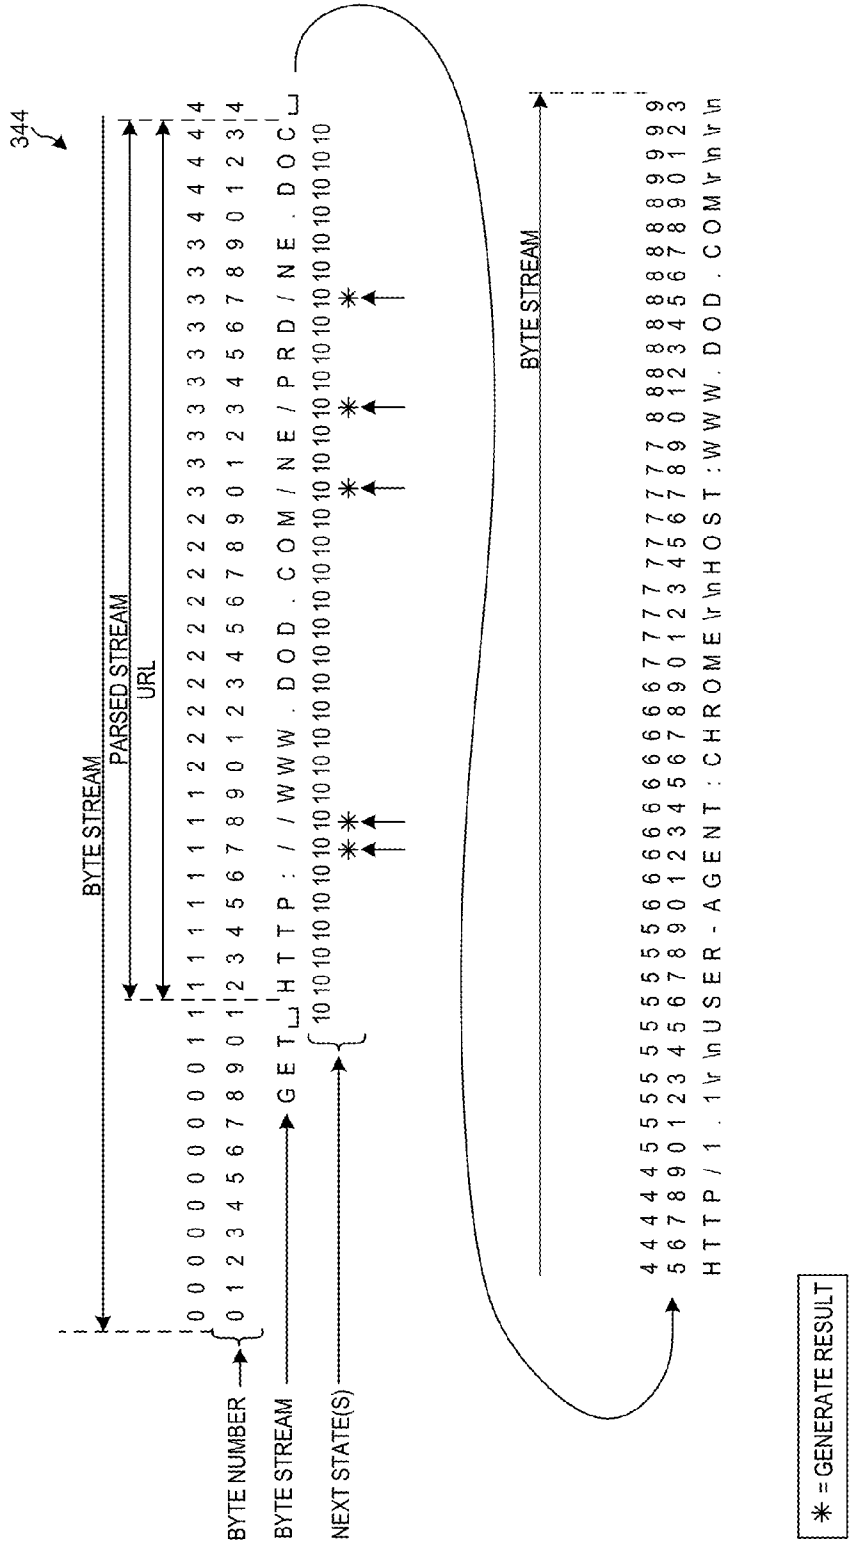 344
BYTE STREAM
PARSED STREAM
URL
0 0 0 0 0 0 0 0 0 0 1 1 1 1 1 1 1 1 1 1 2 2 2 2 2 2 2 2 2 2 3 3 3 3 3 3 3 3 3 3 4 4 4 4 4
BYTE NUMBER 0 1 2 3 4 5 6 7 8 9 0 1 2 3 4 5 6 7 8 9 0 1 2 3 4 5 6 7 8 9 0 1 2 3 4 5 6 7 8 9 0 1 2 3 4
BYTE STREAM G E T ␣ H T T P : / / W W W . D O D . C O M / N E / P R D / N E . D O C ␣
NEXT STATE(S) 10 10 10 10 10 10 10 10 10 10 10 10 10 10 10 10 10 10 10 10 10 10 10 10 10 10 10 10 10 10 10 10 10
* * * * *
BYTE STREAM
4 4 4 4 4 5 5 5 5 5 5 5 5 5 5 6 6 6 6 6 6 6 6 6 6 7 7 7 7 7 7 7 7 7 7 8 8 8 8 8 8 8 8 8 8 9 9 9 9
5 6 7 8 9 0 1 2 3 4 5 6 7 8 9 0 1 2 3 4 5 6 7 8 9 0 1 2 3 4 5 6 7 8 9 0 1 2 3 4 5 6 7 8 9 0 1 2 3
H T T P / 1 . 1 \r \n U S E R - A G E N T : C H R O M E \r \n H O S T : W W W . D O D . C O M \r \n \r \n
* = GENERATE RESULT